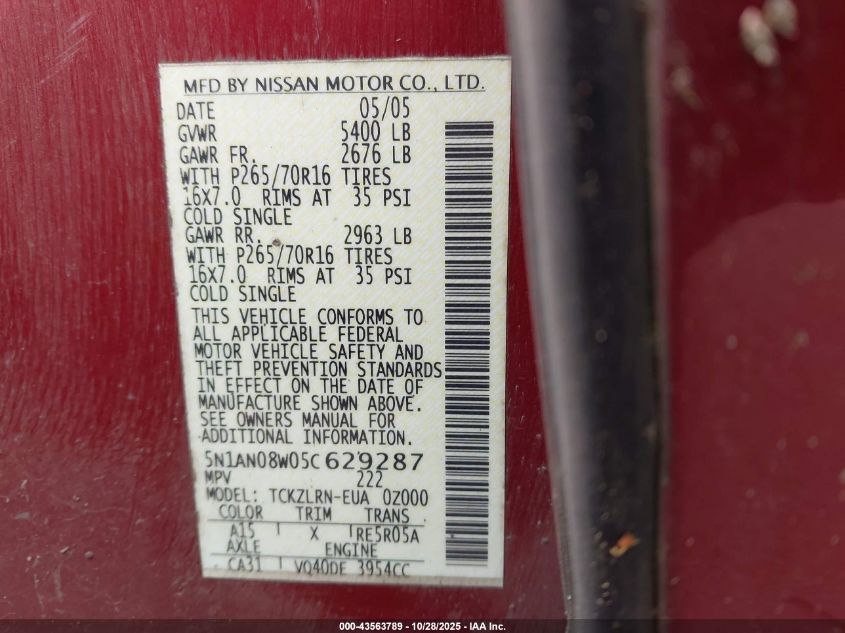 MFD BY NISSAN MOTOR CO., LTD.
DATE 05/05
GVWR 5400 LB
GAWR FR. 2676 LB
WITH P265/70R16 TIRES
16X7.0 RIMS AT 35 PSI
COLD SINGLE
GAWR RR. 2963 LB
WITH P265/70R16 TIRES
16X7.0 RIMS AT 35 PSI
COLD SINGLE
THIS VEHICLE CONFORMS TO
ALL APPLICABLE FEDERAL
MOTOR VEHICLE SAFETY AND
THEFT PREVENTION STANDARDS
IN EFFECT ON THE DATE OF
MANUFACTURE SHOWN ABOVE.
SEE OWNERS MANUAL FOR
ADDITIONAL INFORMATION.
5N1AN08W05C629287
MPV 222
MODEL: TCKZLRN-EUA 0Z000
COLOR TRIM TRANS
A15 X RE5R05A
AXLE ENGINE
CA31 VQ40DE 3954CC
000-43563789 - 10/28/2025 - IAA Inc.